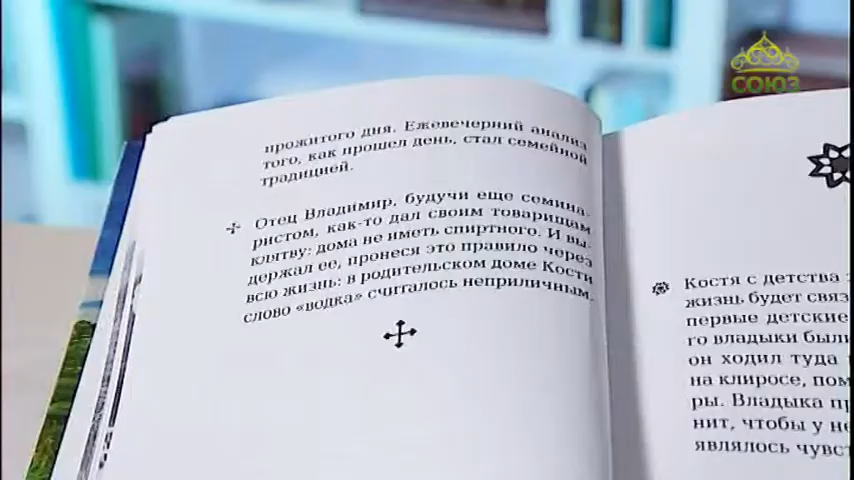 СОЮЗ
прожитого дня. Ежевечерний анализ
того, как прошел день, стал семейной
традицией.
Отец Владимир, будучи еще семина-
ристом, как-то дал своим товарищам
клятву: дома не иметь спиртного. И вы-
держал ее, пронеся это правило через
всю жизнь: в родительском доме Кости
слово «водка» считалось неприличным.
Костя с детства
жизнь будет связ
первые детские
го владыки были
он ходил туда
на клиросе, пом
ры. Владыка пр
нит, чтобы у не
являлось чувст